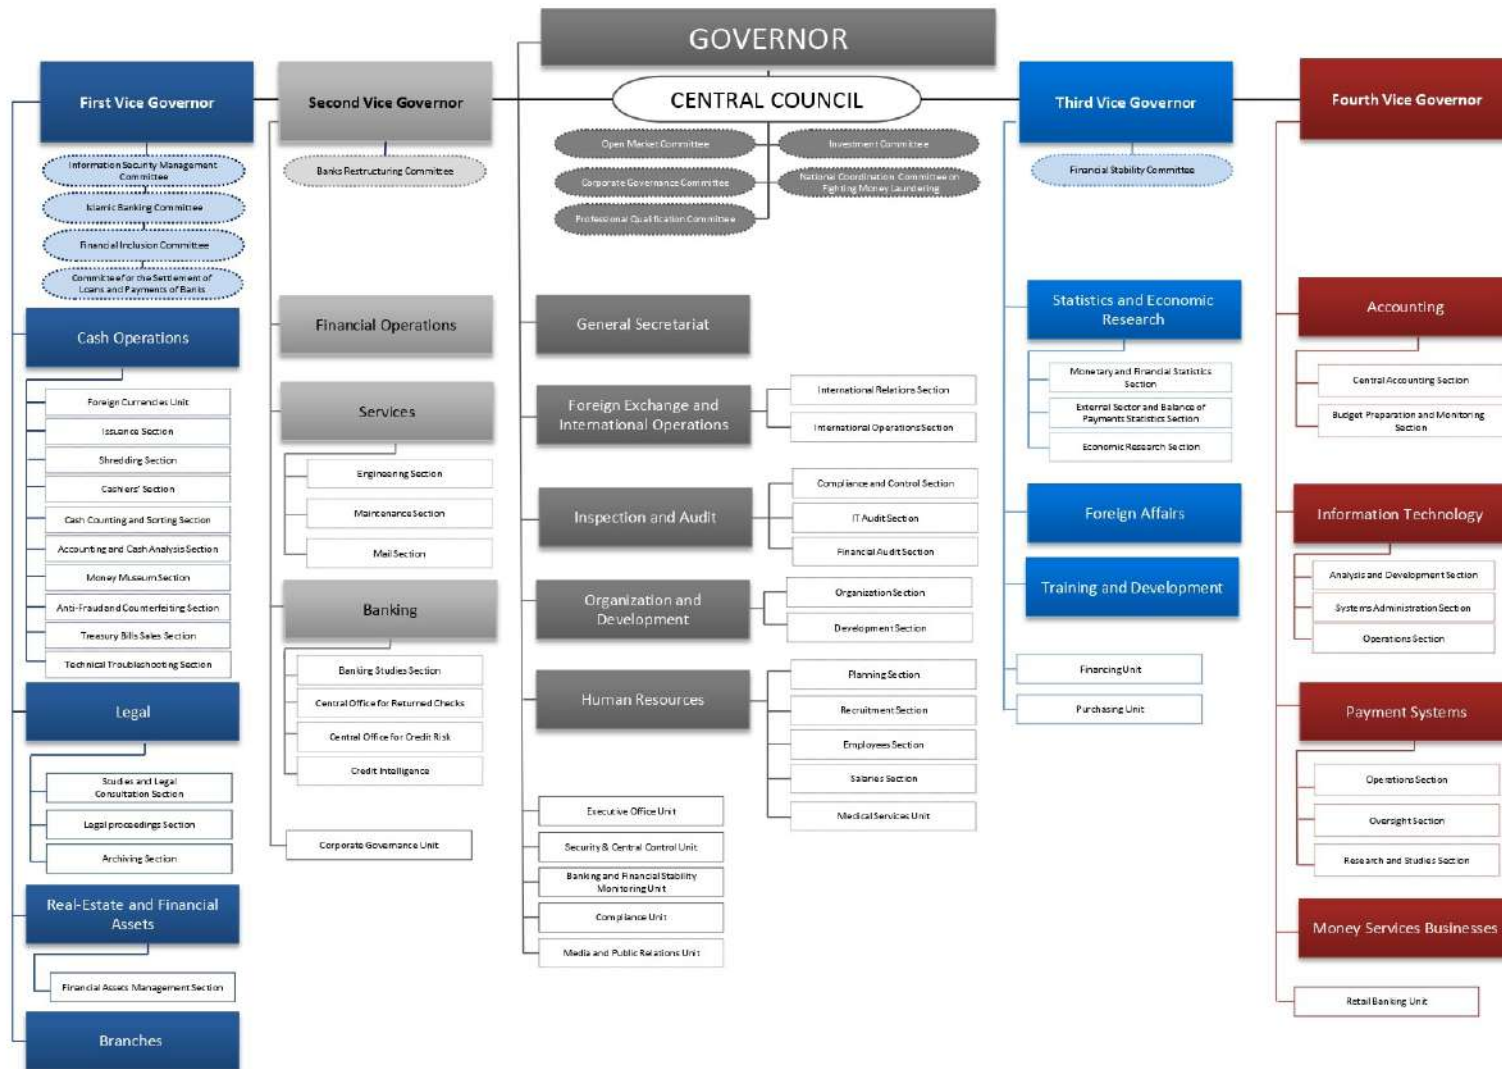 GOVERNOR
CENTRAL COUNCIL
Open Market Committee
Investment Committee
Corporate Governance Committee
National Coordination Committee on
Fighting Money Laundering
Professional Qualification Committee
First Vice Governor
Information Security Management
Committee
Islamic Banking Committee
Financial Inclusion Committee
Committee for the Settlement of
Loans and Payments of Banks
Cash Operations
Foreign Currencies Unit
Issuance Section
Shredding Section
Cashiers' Section
Cash Counting and Sorting Section
Accounting and Cash Analysis Section
Money Museum Section
Anti-Fraud and Counterfeiting Section
Treasury Bills Sales Section
Technical Troubleshooting Section
Legal
Studies and Legal
Consultation Section
Legal proceedings Section
Archiving Section
Real-Estate and Financial
Assets
Financial Assets Management Section
Branches
Second Vice Governor
Banks Restructuring Committee
Financial Operations
Services
Engineering Section
Maintenance Section
Mail Section
Banking
Banking Studies Section
Central Office for Returned Checks
Central Office for Credit Risk
Credit Intelligence
Corporate Governance Unit
General Secretariat
Foreign Exchange and
International Operations
International Relations Section
International Operations Section
Inspection and Audit
Compliance and Control Section
IT Audit Section
Financial Audit Section
Organization and
Development
Organization Section
Development Section
Human Resources
Planning Section
Recruitment Section
Employees Section
Salaries Section
Medical Services Unit
Executive Office Unit
Security & Central Control Unit
Banking and Financial Stability
Monitoring Unit
Compliance Unit
Media and Public Relations Unit
Third Vice Governor
Financial Stability Committee
Statistics and Economic
Research
Monetary and Financial Statistics
Section
External Sector and Balance of
Payments Statistics Section
Economic Research Section
Foreign Affairs
Training and Development
Financing Unit
Purchasing Unit
Fourth Vice Governor
Accounting
Central Accounting Section
Budget Preparation and Monitoring
Section
Information Technology
Analysis and Development Section
Systems Administration Section
Operations Section
Payment Systems
Operations Section
Oversight Section
Research and Studies Section
Money Services Businesses
Retail Banking Unit